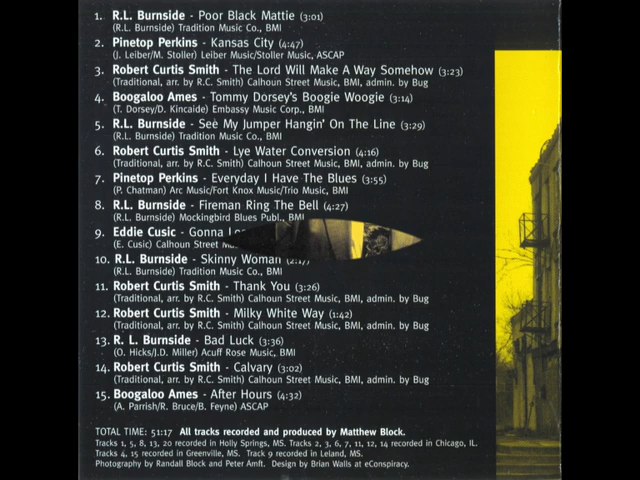 1. R.L. Burnside - Poor Black Mattie (3:01)
(R.L. Burnside) Tradition Music Co., BMI
2. Pinetop Perkins - Kansas City (4:47)
(J. Leiber/M. Stoller) Leiber Music/Stoller Music, ASCAP
3. Robert Curtis Smith - The Lord Will Make A Way Somehow (3:23)
(Traditional, arr. by R.C. Smith) Calhoun Street Music, BMI, admin. by Bug
4. Boogaloo Ames - Tommy Dorsey's Boogie Woogie (3:14)
(T. Dorsey/D. Kincaide) Embassy Music Corp., BMI
5. R.L. Burnside - See My Jumper Hangin' On The Line (3:29)
(R.L. Burnside) Tradition Music Co., BMI
6. Robert Curtis Smith - Lye Water Conversion (4:16)
(Traditional, arr. by R.C. Smith) Calhoun Street Music, BMI, admin. by Bug
7. Pinetop Perkins - Everyday I Have The Blues (3:55)
(P. Chatman) Arc Music/Fort Knox Music/Trio Music, BMI
8. R.L. Burnside - Fireman Ring The Bell (4:27)
(R.L. Burnside) Mockingbird Blues Publ., BMI
9. Eddie Cusic - Gonna
(E. Cusic) Calhoun Street
10. R.L. Burnside - Skinny Woman (2:17)
(R.L. Burnside) Tradition Music Co., BMI
11. Robert Curtis Smith - Thank You (3:26)
(Traditional, arr. by R.C. Smith) Calhoun Street Music, BMI, admin. by Bug
12. Robert Curtis Smith - Milky White Way (1:42)
(Traditional, arr. by R.C. Smith) Calhoun Street Music, BMI, admin. by Bug
13. R. L. Burnside - Bad Luck (3:36)
(O. Hicks/J.D. Miller) Acuff Rose Music, BMI
14. Robert Curtis Smith - Calvary (3:02)
(Traditional, arr. by R.C. Smith) Calhoun Street Music, BMI, admin. by Bug
15. Boogaloo Ames - After Hours (4:32)
(A. Parrish/R. Bruce/B. Feyne) ASCAP
TOTAL TIME: 51:17 All tracks recorded and produced by Matthew Block.
Tracks 1, 5, 8, 13, 20 recorded in Holly Springs, MS. Tracks 2, 3, 6, 7, 11, 12, 14 recorded in Chicago, IL.
Tracks 4, 15 recorded in Greenville, MS. Track 9 recorded in Leland, MS.
Photography by Randall Block and Peter Amft. Design by Brian Walls at eConspiracy.